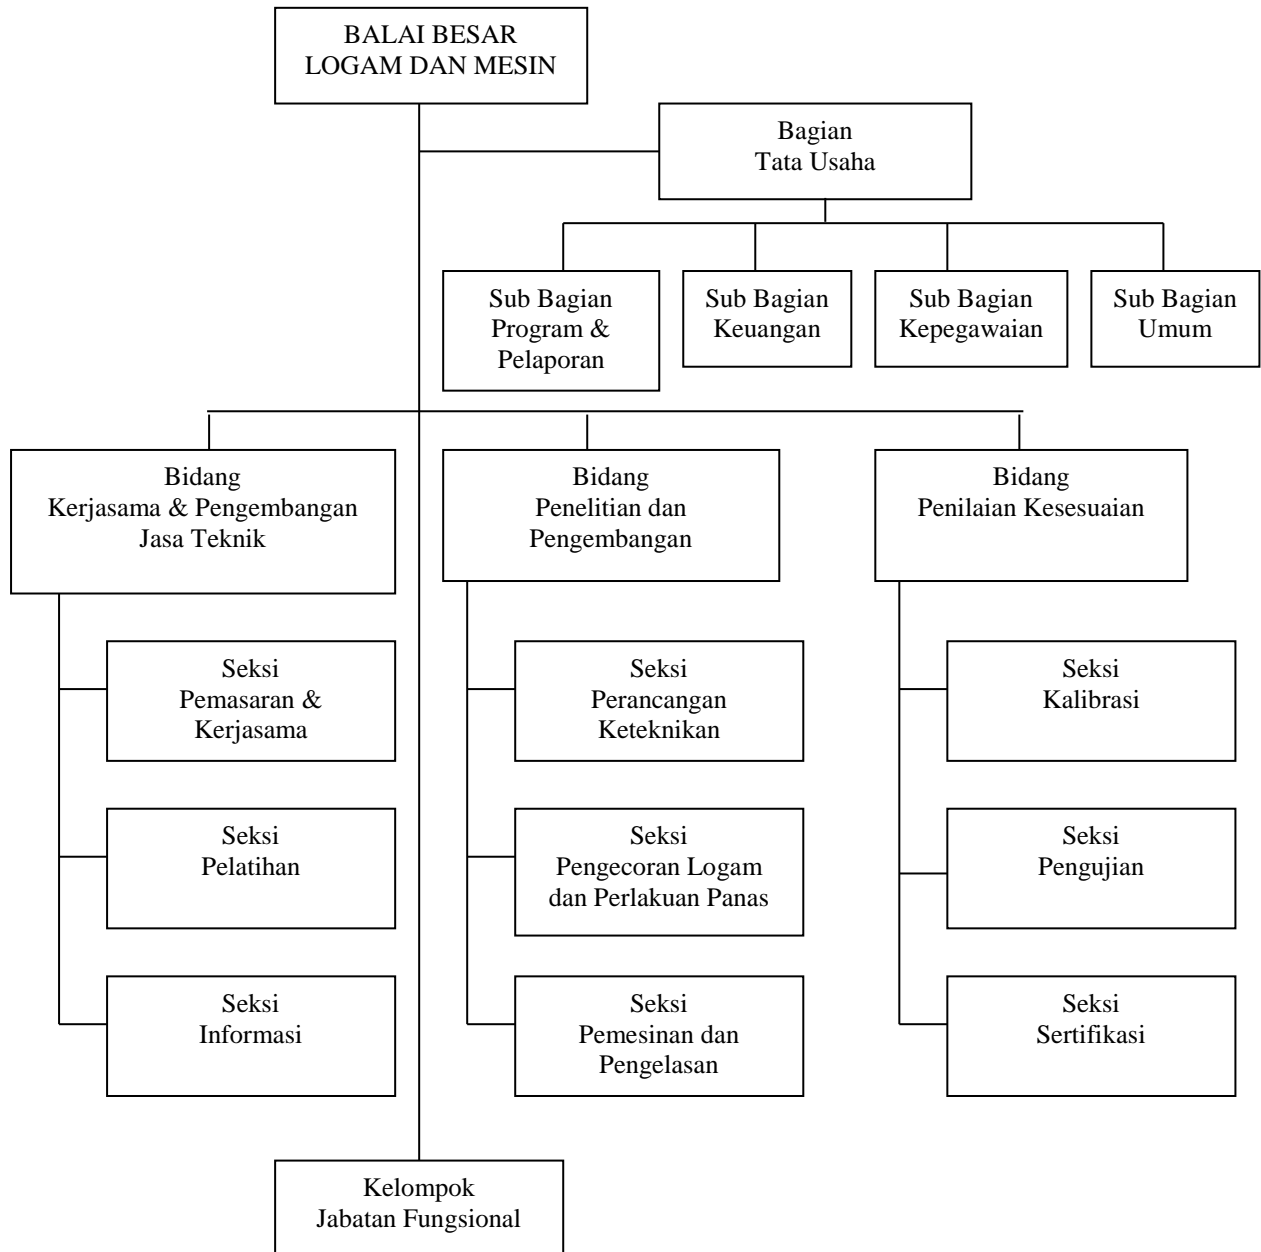 BALAI BESAR
LOGAM DAN MESIN
Bagian
Tata Usaha
Sub Bagian
Program &
Pelaporan
Sub Bagian
Keuangan
Sub Bagian
Kepegawaian
Sub Bagian
Umum
Bidang
Kerjasama & Pengembangan
Jasa Teknik
Bidang
Penelitian dan
Pengembangan
Bidang
Penilaian Kesesuaian
Seksi
Pemasaran &
Kerjasama
Seksi
Perancangan
Keteknikan
Seksi
Kalibrasi
Seksi
Pelatihan
Seksi
Pengecoran Logam
dan Perlakuan Panas
Seksi
Pengujian
Seksi
Informasi
Seksi
Pemesinan dan
Pengelasan
Seksi
Sertifikasi
Kelompok
Jabatan Fungsional